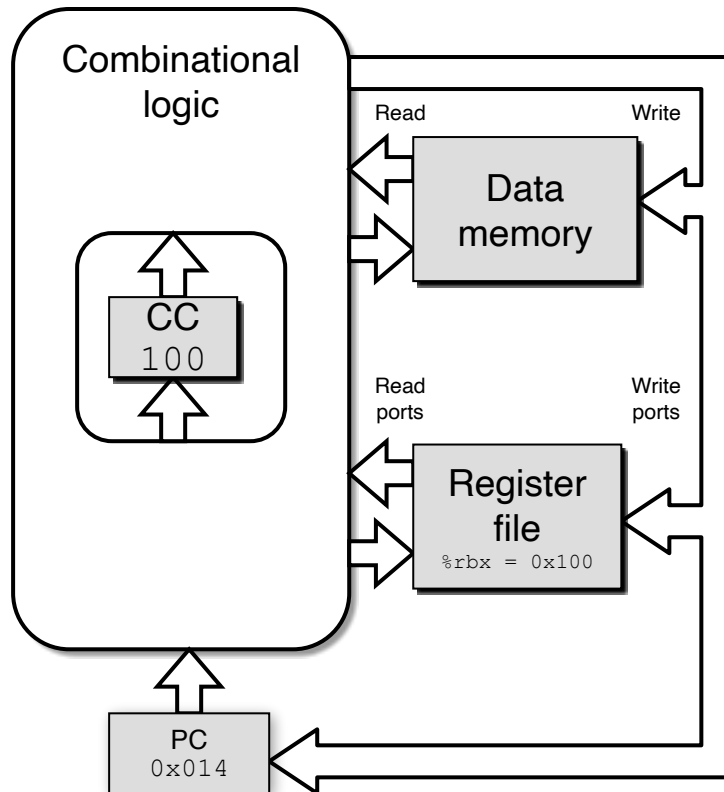 Combinational
logic
Read
Write
Data
memory
CC
100
Read
ports
Write
ports
Register
file
%rbx = 0x100
PC
0x014